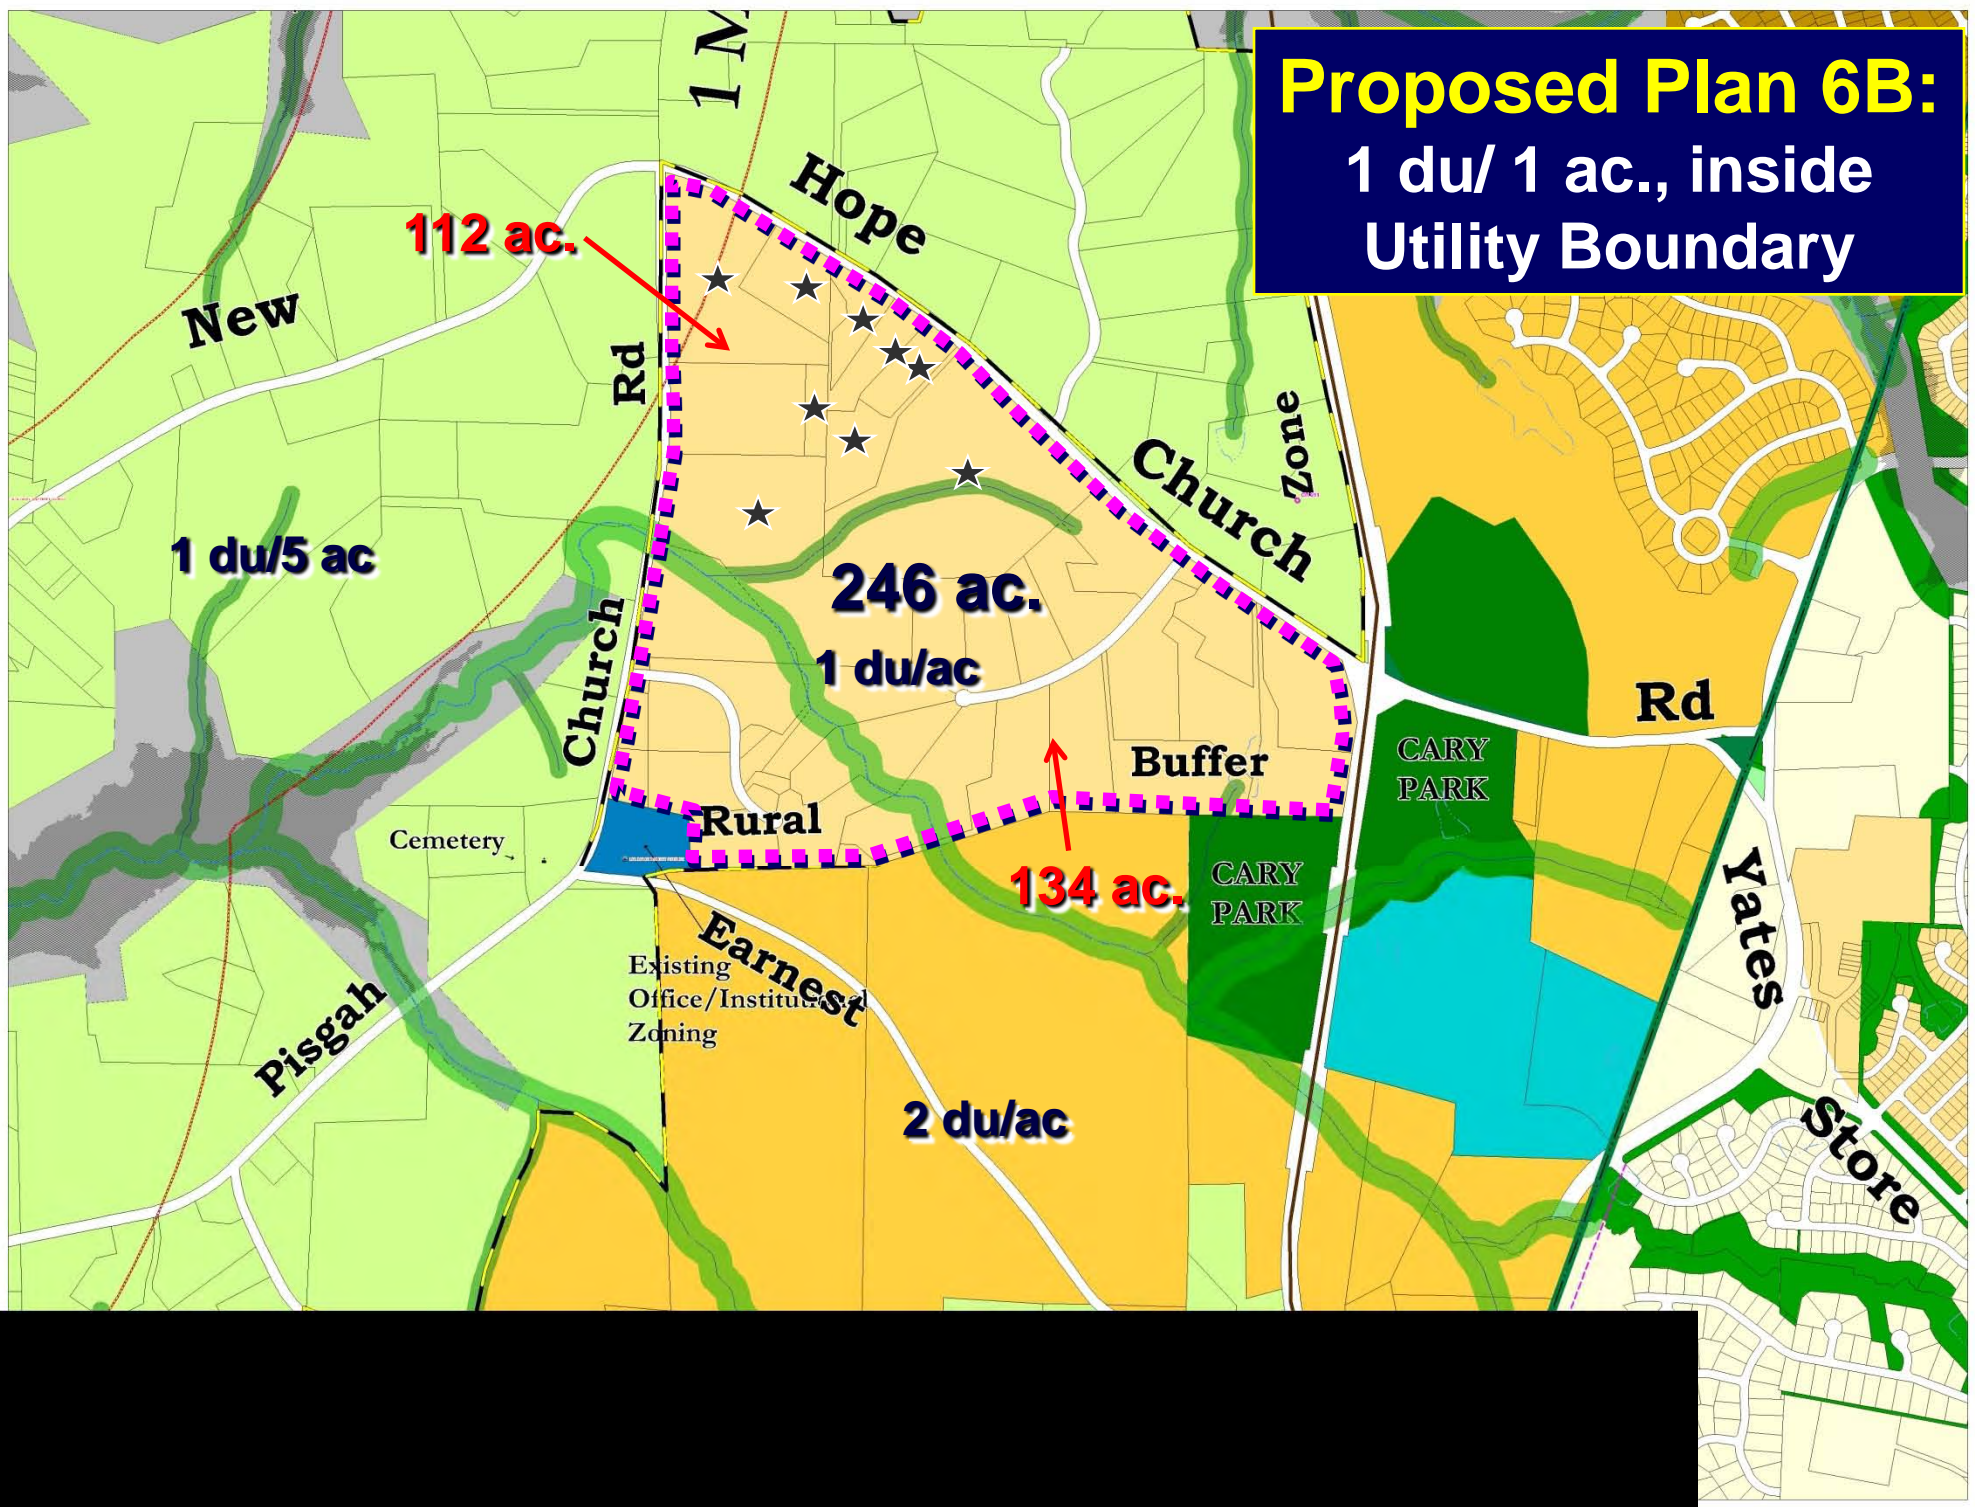 Proposed Plan 6B:
1 du/ 1 ac., inside
Utility Boundary
1 M
Hope
112 ac.
New
Rd
Zone
Church
1 du/5 ac
246 ac.
1 du/ac
Church
Rd
Buffer
CARY
PARK
Rural
Cemetery
134 ac.
CARY
PARK
Yates
Earnest
Existing
Office/Institutional
Zoning
Pisgah
2 du/ac
Store